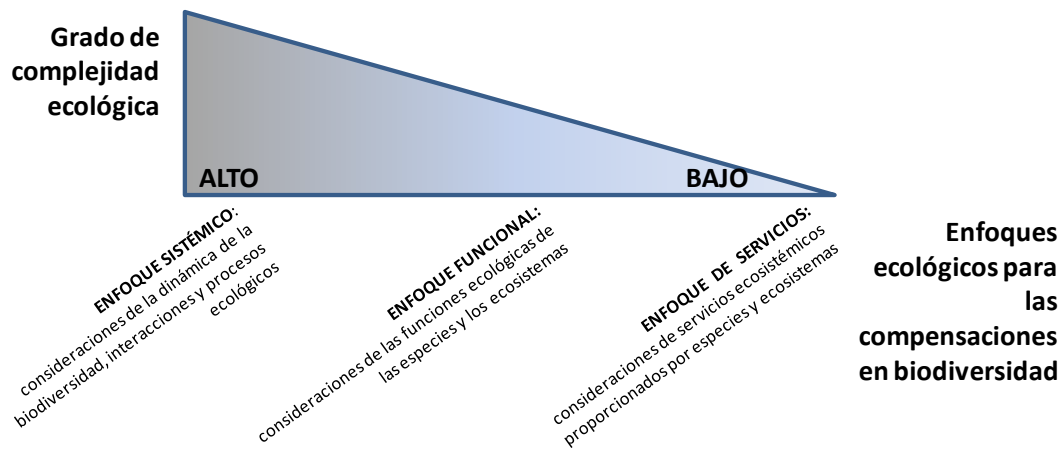 Grado de
complejidad
ecológica
ALTO
BAJO
ENFOQUE SISTÉMICO:
consideraciones de la dinámica de la
biodiversidad, interacciones y procesos
ecológicos
ENFOQUE FUNCIONAL:
consideraciones de las funciones ecológicas de
las especies y los ecosistemas
ENFOQUE DE SERVICIOS:
consideraciones de servicios ecosistémicos
proporcionados por especies y ecosistemas
Enfoques
ecológicos para
las
compensaciones
en biodiversidad